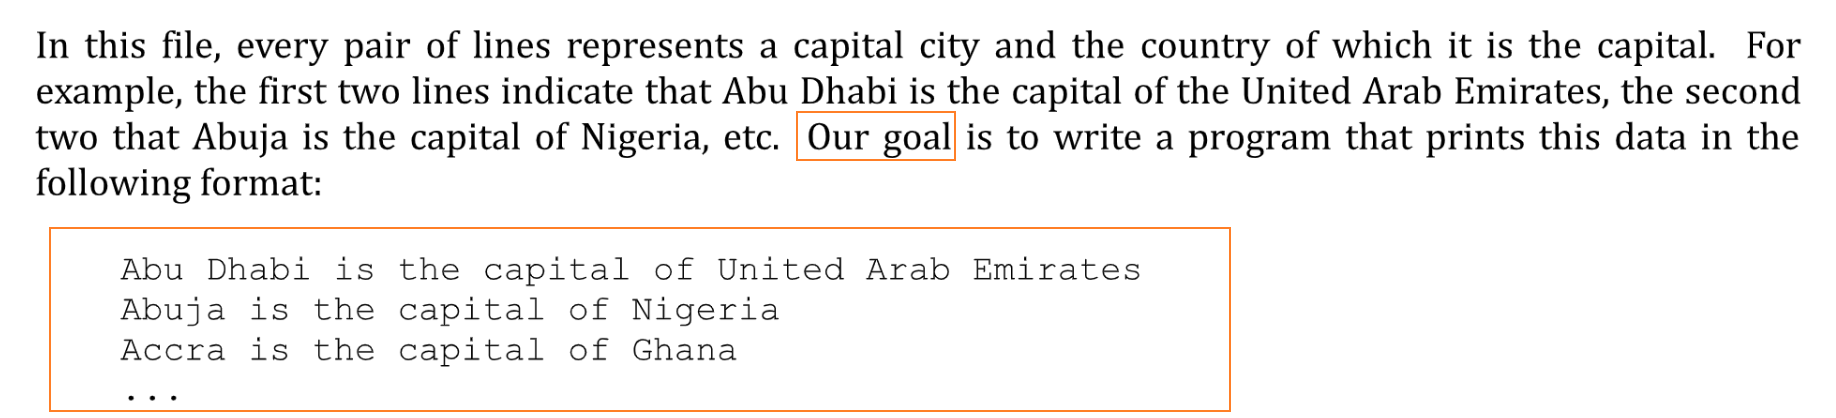 In this file, every pair of lines represents a capital city and the country of which it is the capital. For
example, the first two lines indicate that Abu Dhabi is the capital of the United Arab Emirates, the second
two that Abuja is the capital of Nigeria, etc. Our goal is to write a program that prints this data in the
following format:
Abu Dhabi is the capital of United Arab Emirates
Abuja is the capital of Nigeria
Accra is the capital of Ghana
...